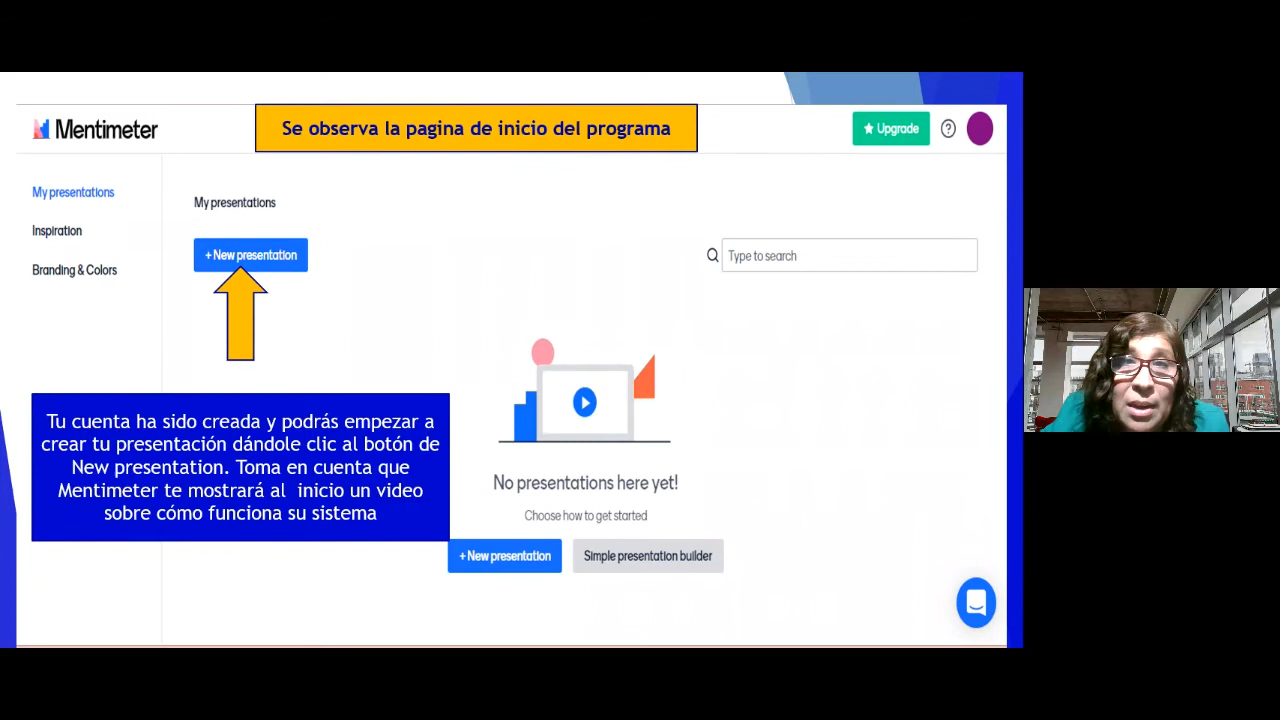 Mentimeter
Se observa la pagina de inicio del programa
Upgrade
?
My presentations
Inspiration
Branding & Colors
My presentations
+ New presentation
Type to search
Tu cuenta ha sido creada y podrás empezar a
crear tu presentación dándole clic al botón de
New presentation. Toma en cuenta que
Mentimeter te mostrará al inicio un video
sobre cómo funciona su sistema
No presentations here yet!
Choose how to get started
+ New presentation
Simple presentation builder